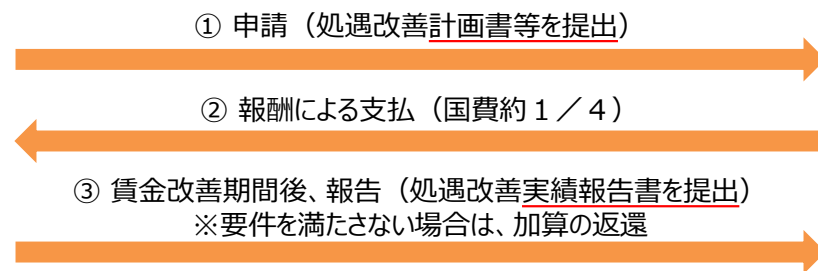 ① 申請（処遇改善計画書等を提出）
② 報酬による支払（国費約１／４）
③ 賃金改善期間後、報告（処遇改善実績報告書を提出）
※要件を満たさない場合は、加算の返還